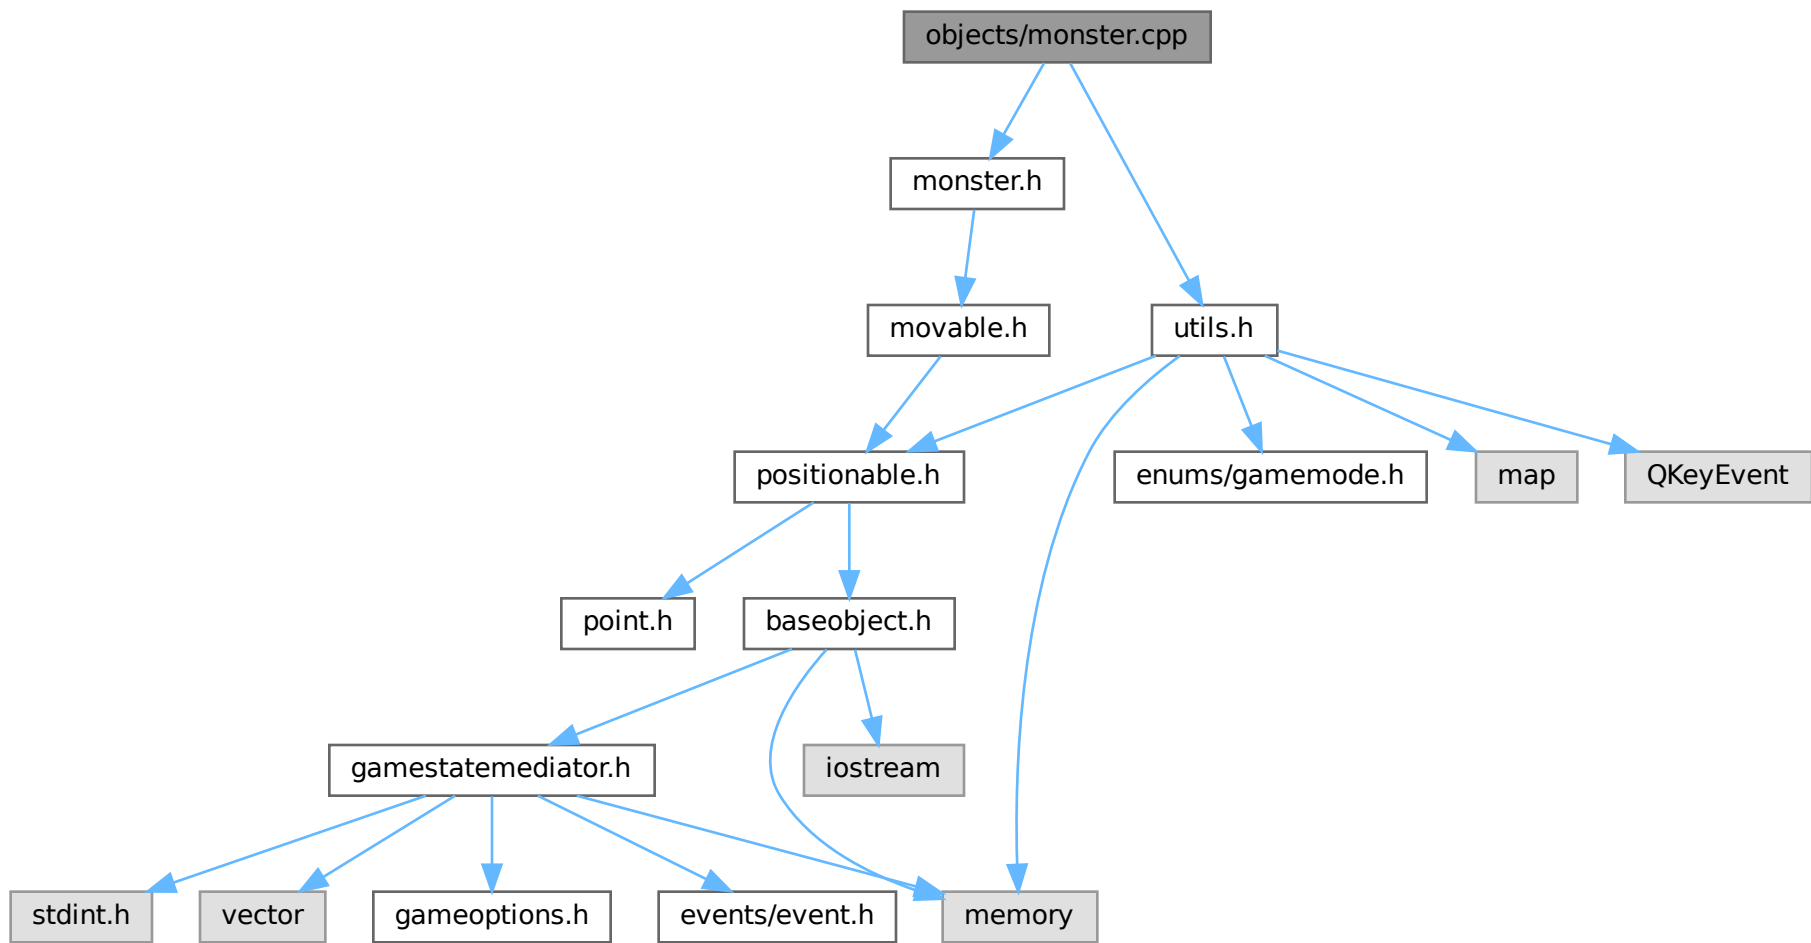 objects/monster.cpp
monster.h
movable.h
utils.h
positionable.h
enums/gamemode.h
map
QKeyEvent
point.h
baseobject.h
gamestatemediator.h
iostream
stdint.h
vector
gameoptions.h
events/event.h
memory